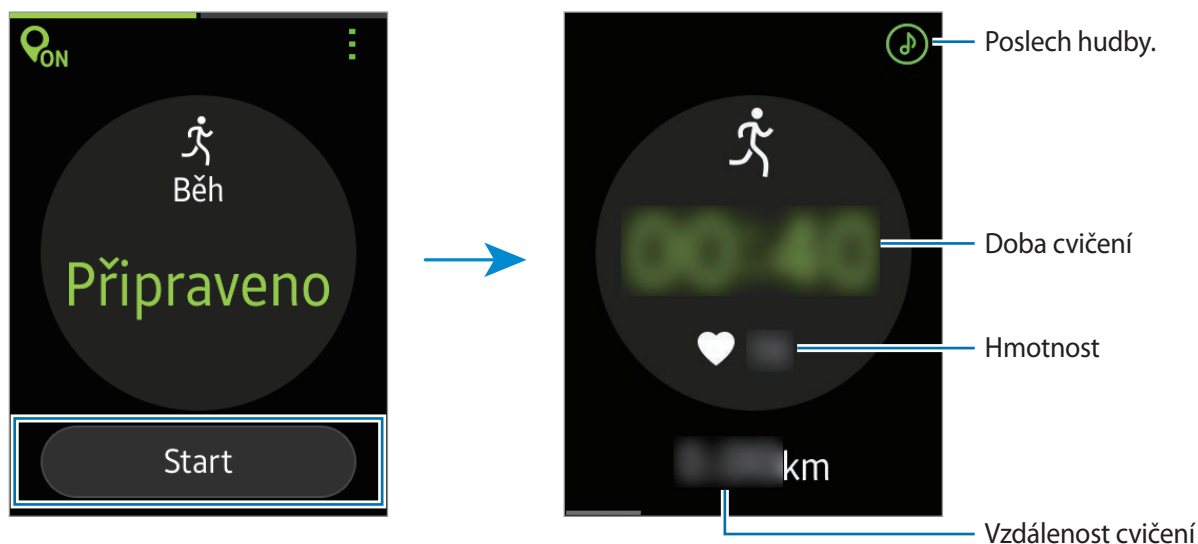 ON
Běh
Připraveno
Start
Poslech hudby.
Doba cvičení
Hmotnost
km
Vzdálenost cvičení